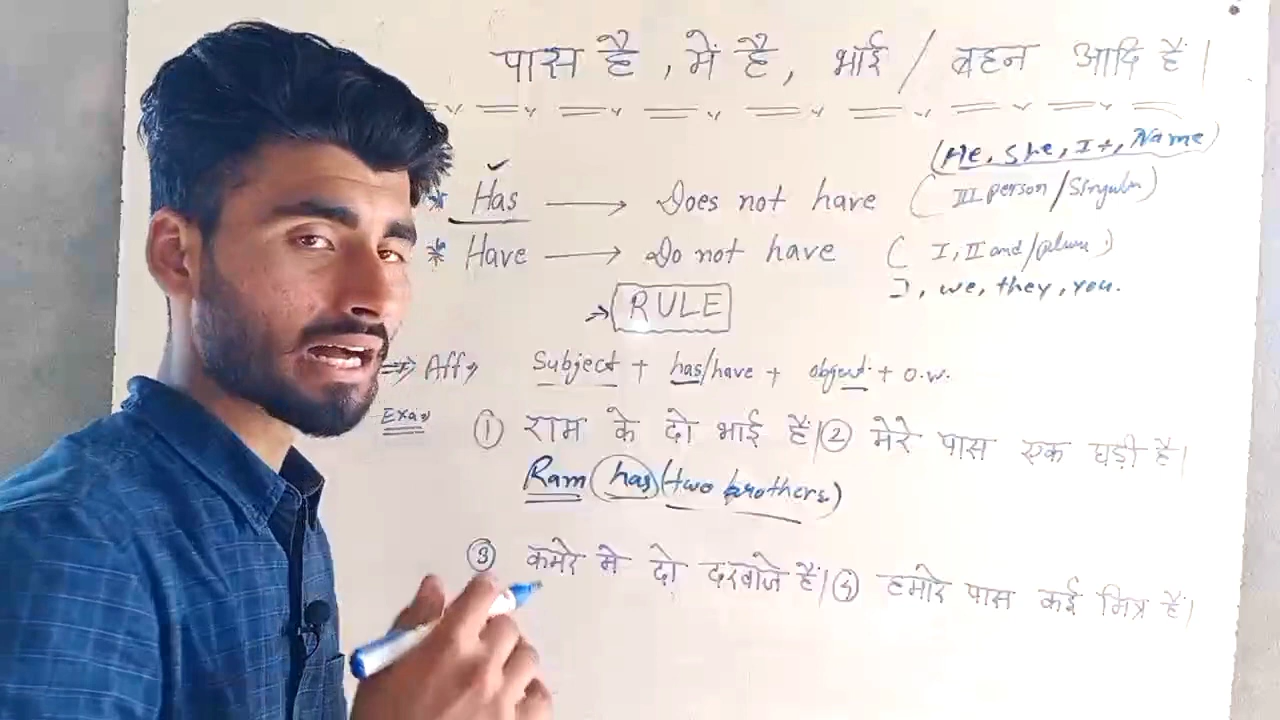 पास है , में है , भाई / बहन आदि हैं।
(He, She, It, Name)
* Has → Does not have ( III person / Singular )
* Have → Do not have ( I, II and / plural )
I, we, they, you.
→ RULE
⇒ Aff→ Subject + has/have + object + O.W.
Exa→ ① राम के दो भाई हैं। ② मेरे पास एक घड़ी है।
Ram (has) (two brothers)
③ कमरे मे दो दरवाजे हैं। ④ हमारे पास कई मित्र हैं।